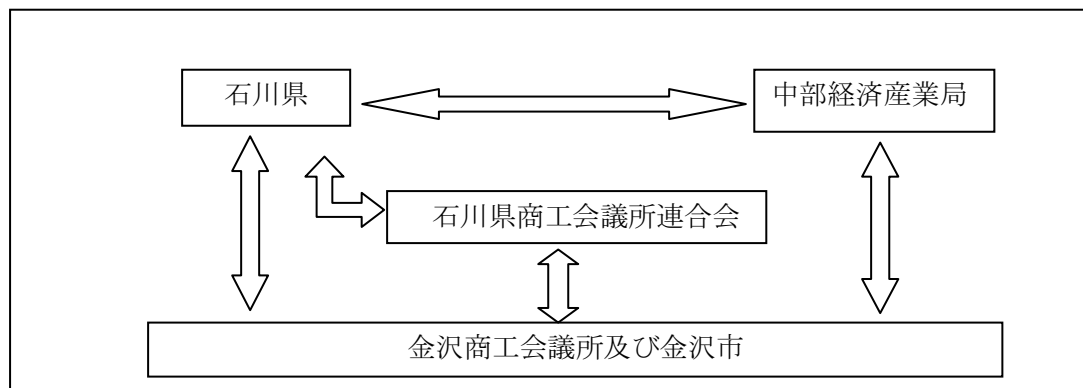 石川県
中部経済産業局
石川県商工会議所連合会
金沢商工会議所及び金沢市